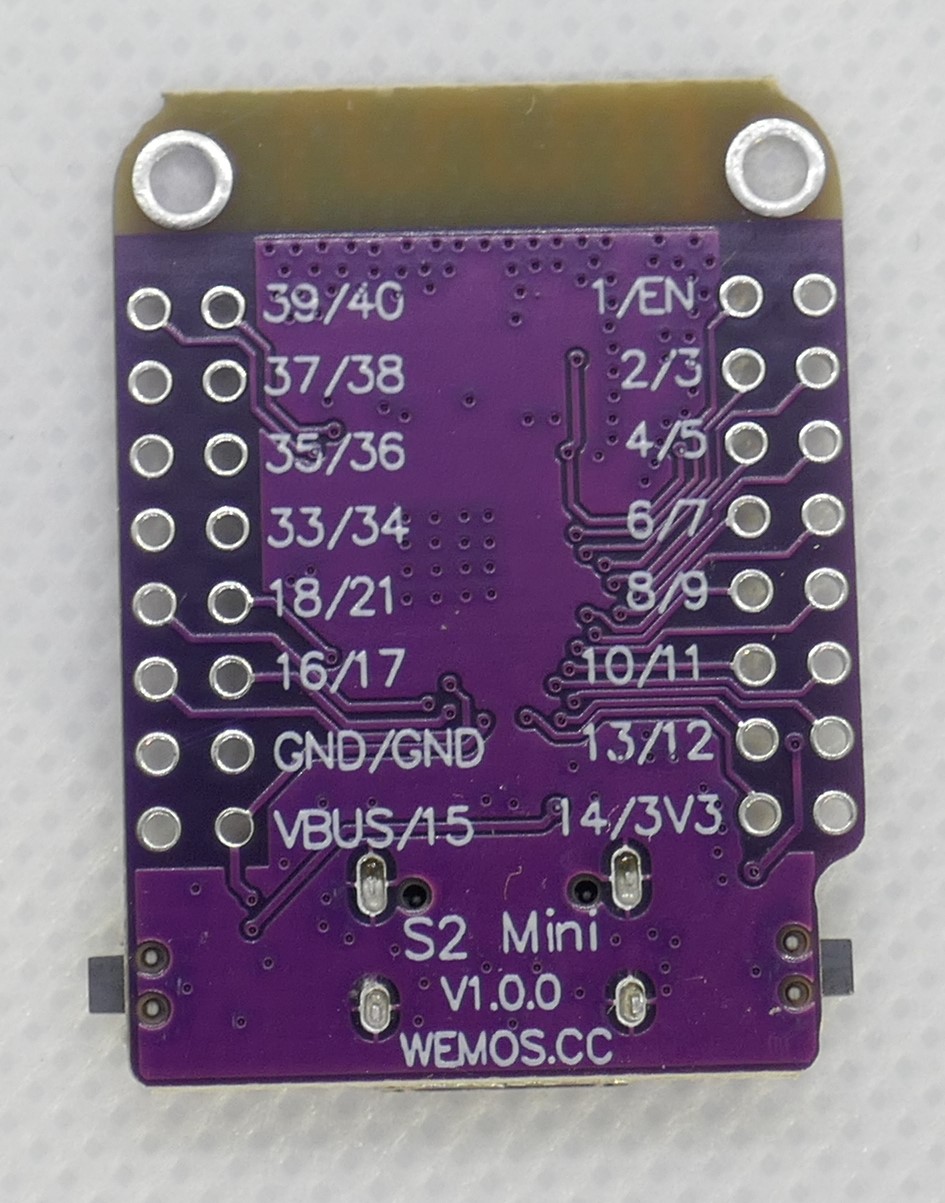 39/40 1/EN
37/38 2/3
35/36 4/5
33/34 6/7
18/21 8/9
16/17 10/11
GND/GND 13/12
VBUS/15 14/3V3
S2 Mini
V1.0.0
WEMOS.CC